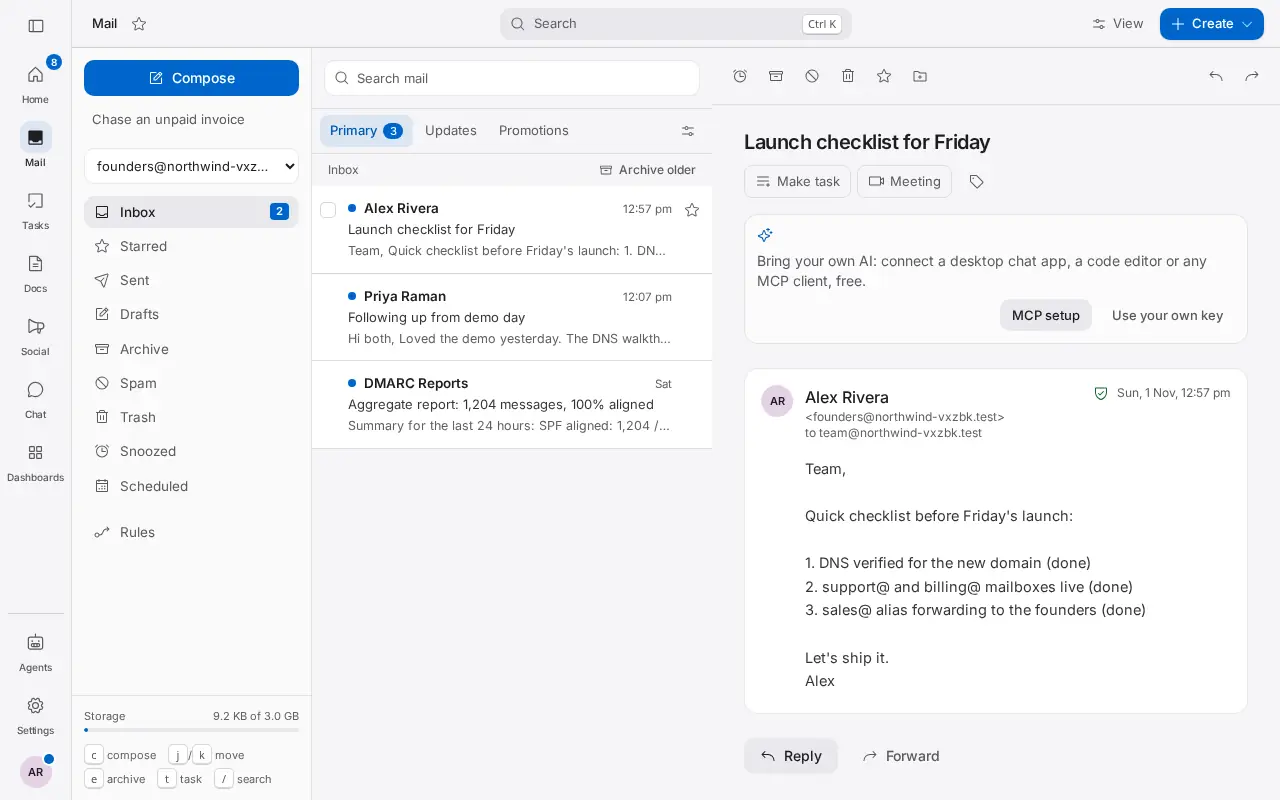 Mail
Search
Ctrl K
View
Create
8
Home
Mail
Tasks
Docs
Social
Chat
Dashboards
Agents
Settings
AR
Compose
Chase an unpaid invoice
founders@northwind-vxz...
Inbox 2
Starred
Sent
Drafts
Archive
Spam
Trash
Snoozed
Scheduled
Rules
Storage 9.2 KB of 3.0 GB
c compose j / k move
e archive t task / search
Search mail
Primary 3 Updates Promotions
Inbox Archive older
Alex Rivera 12:57 pm
Launch checklist for Friday
Team, Quick checklist before Friday's launch: 1. DN...
Priya Raman 12:07 pm
Following up from demo day
Hi both, Loved the demo yesterday. The DNS walkth...
DMARC Reports Sat
Aggregate report: 1,204 messages, 100% aligned
Summary for the last 24 hours: SPF aligned: 1,204 /...
Launch checklist for Friday
Make task Meeting
Bring your own AI: connect a desktop chat app, a code editor or any
MCP client, free.
MCP setup Use your own key
AR
Alex Rivera Sun, 1 Nov, 12:57 pm
<founders@northwind-vxzbk.test>
to team@northwind-vxzbk.test
Team,
Quick checklist before Friday's launch:
1. DNS verified for the new domain (done)
2. support@ and billing@ mailboxes live (done)
3. sales@ alias forwarding to the founders (done)
Let's ship it.
Alex
Reply Forward